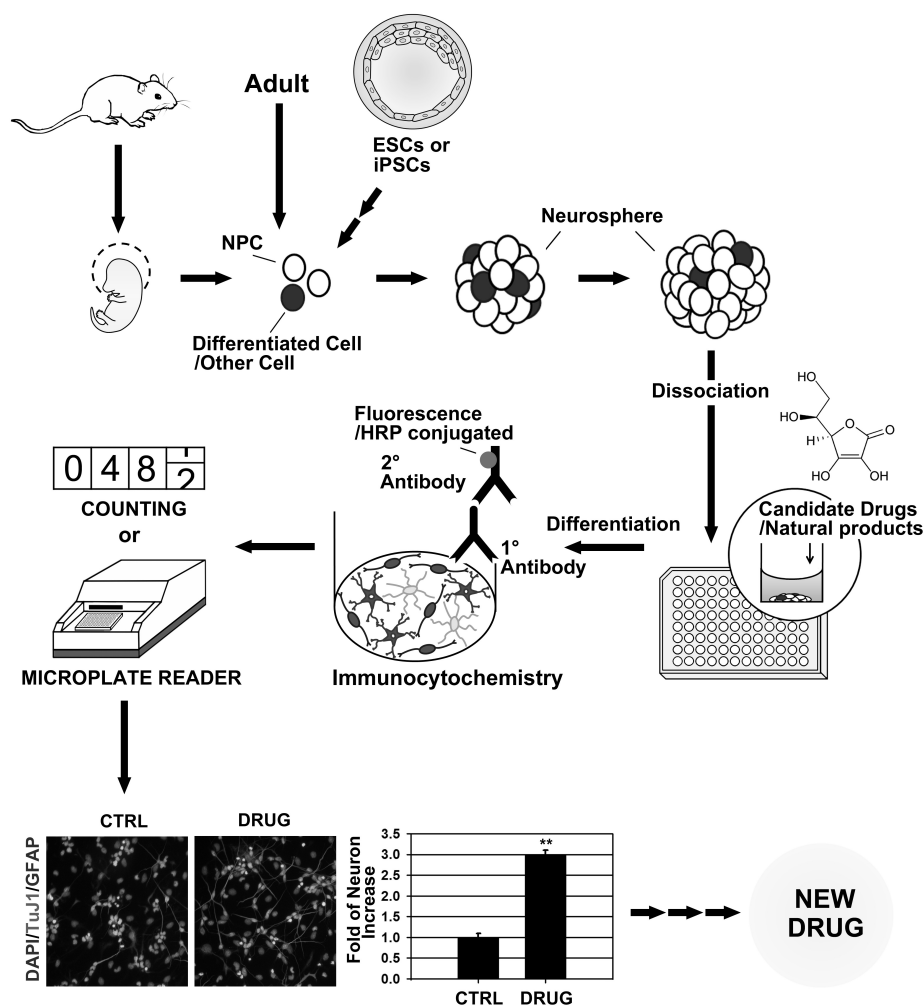 Adult
ESCs or
iPSCs
NPC
Neurosphere
Differentiated Cell
/Other Cell
Dissociation
HO
HO
H
O
O
HO
OH
Candidate Drugs
/Natural products
Fluorescence
/HRP conjugated
2°
Antibody
1°
Antibody
Differentiation
Immunocytochemistry
0 4 8 1 2
COUNTING
or
MICROPLATE READER
CTRL
DRUG
DAPI/TuJ1/GFAP
Fold of Neuron
Increase
3.5
3.0
2.5
2.0
1.5
1.0
0.5
0.0
**
CTRL
DRUG
NEW
DRUG